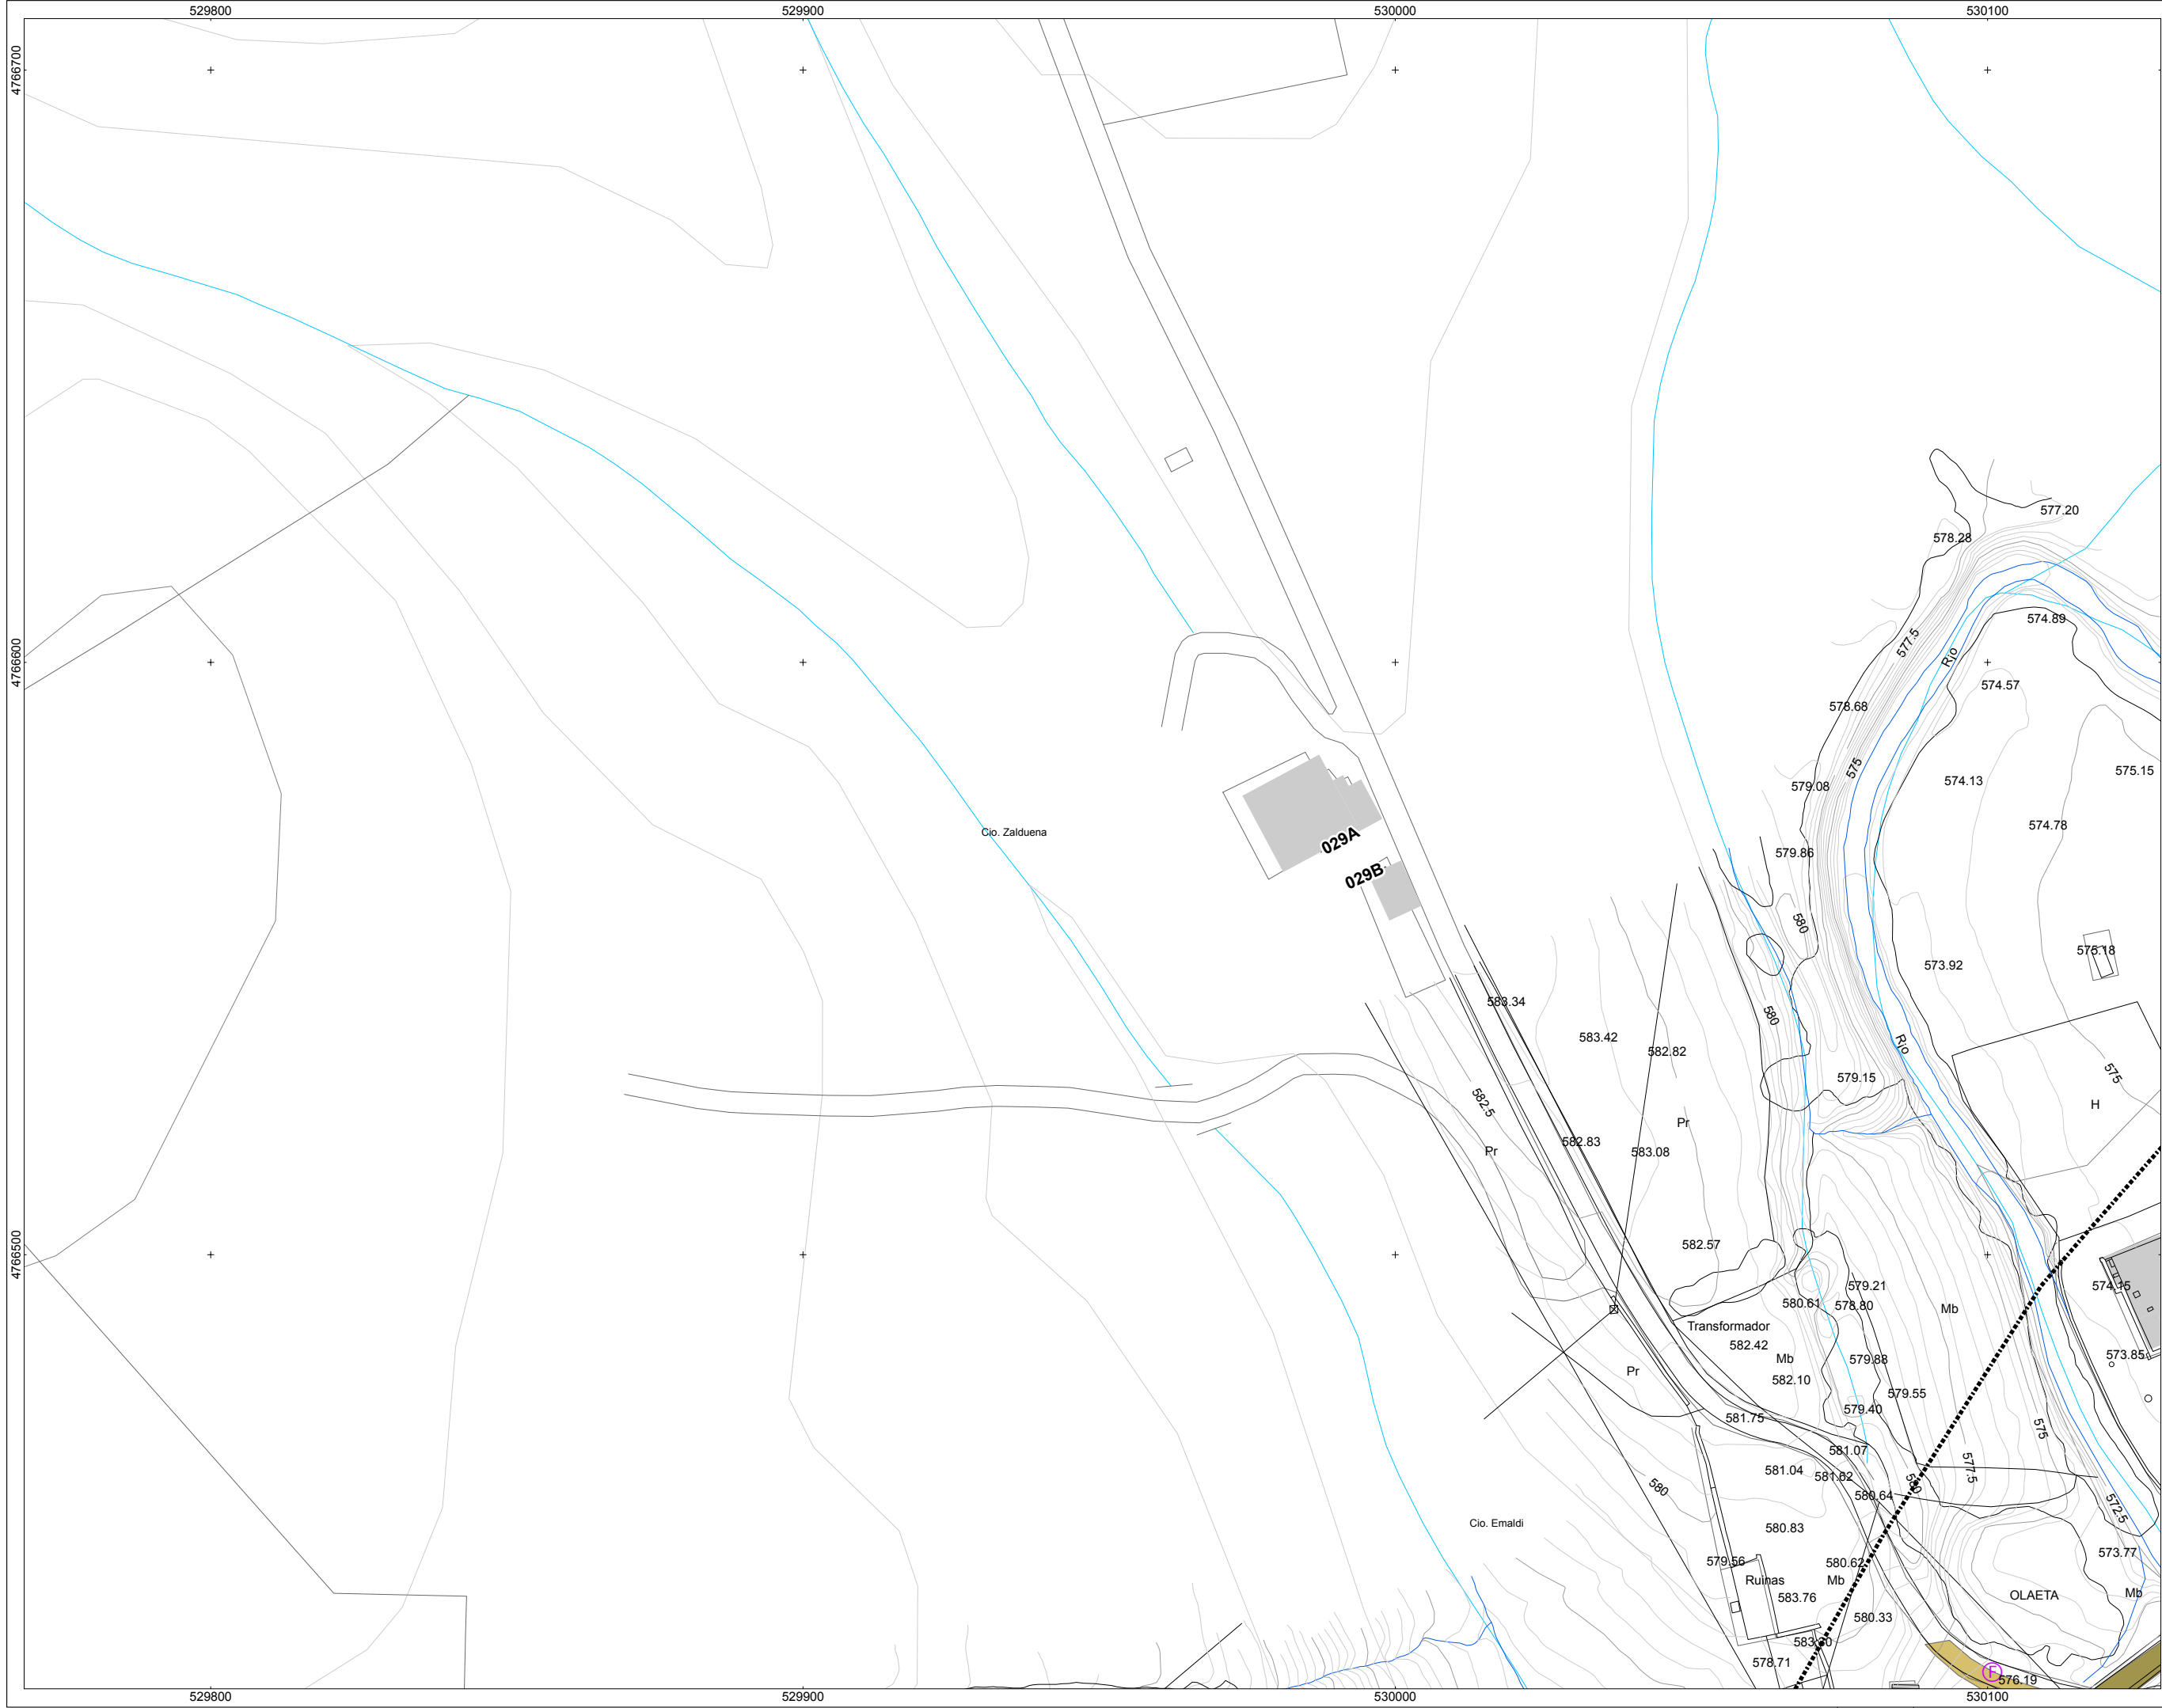 529800 529900 530000 530100
4766700
577.20
578.28
574.89
577.5
Rio
4766600
574.57
578.68
575
575.15
574.13
579.08
574.78
Cio. Zalduena
029A
579.86
029B
580
575.18
573.92
583.34
580
583.42
Rio
582.82
575
579.15
582.5
H
Pr
582.83
583.08
Pr
582.57
4766500
579.21
574.15
580.61
578.80
Mb
Transformador
582.42
573.85
Mb
579.88
Pr
582.10
579.55
579.40
581.75
575
581.07
577.5
581.04
581.62
580
580
580.64
572.5
Cio. Emaldi
580.83
573.77
579.56
580.62
Ruinas
Mb
Mb
583.76
OLAETA
580.33
583.30
578.71
F
576.19
529800 529900 530000 530100